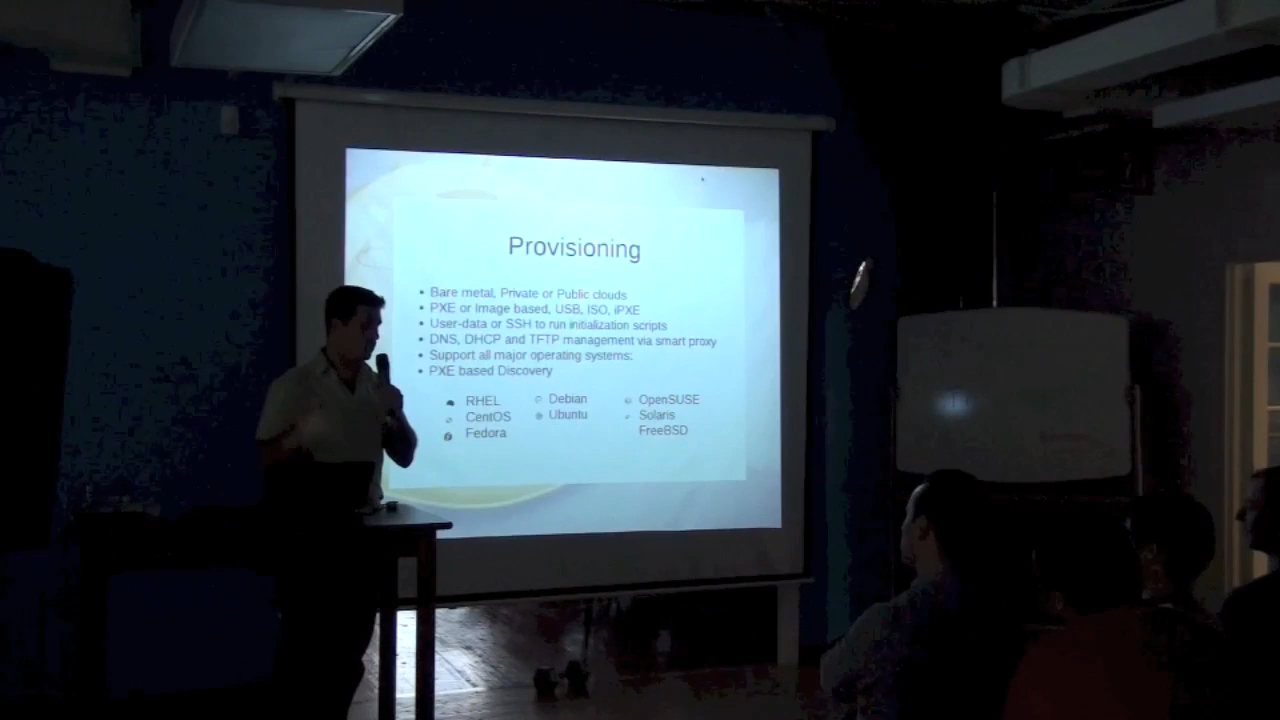 Provisioning
• Bare metal, Private or Public clouds
• PXE or Image based, USB, ISO, iPXE
• User-data or SSH to run initialization scripts
• DNS, DHCP and TFTP management via smart proxy
• Support all major operating systems:
• PXE based Discovery
RHEL
CentOS
Fedora
Debian
Ubuntu
OpenSUSE
Solaris
FreeBSD